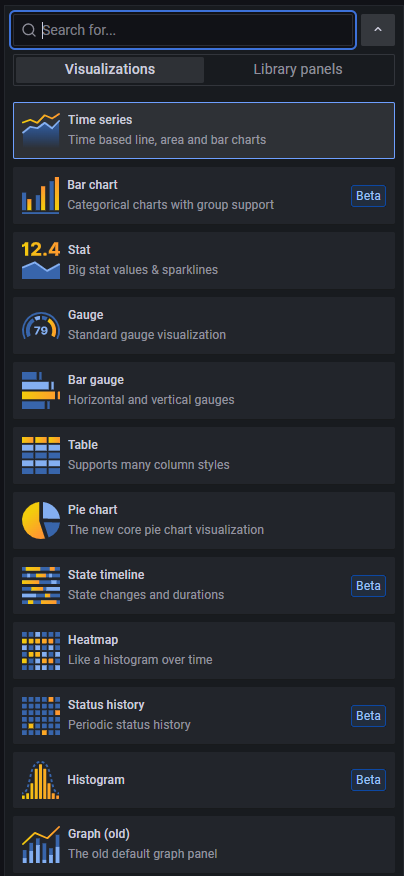 Search for...
Visualizations
Library panels
Time series
Time based line, area and bar charts
Bar chart
Categorical charts with group support
Beta
12.4
Stat
Big stat values & sparklines
79
Gauge
Standard gauge visualization
Bar gauge
Horizontal and vertical gauges
Table
Supports many column styles
Pie chart
The new core pie chart visualization
State timeline
State changes and durations
Beta
Heatmap
Like a histogram over time
Status history
Periodic status history
Beta
Histogram
Beta
Graph (old)
The old default graph panel